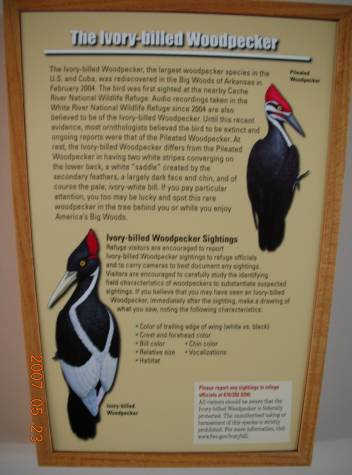 The Ivory-billed Woodpecker
The Ivory-billed Woodpecker, the largest woodpecker species in the
U.S. and Cuba, was rediscovered in the Big Woods of Arkansas in
February 2004. The bird was first sighted at the nearby Cache
River National Wildlife Refuge. Audio recordings taken in the
White River National Wildlife Refuge since 2004 are also
believed to be of the Ivory-billed Woodpecker. Until this recent
evidence, most ornithologists believed the bird to be extinct and
ongoing reports were that of the Pileated Woodpecker. At
rest, the Ivory-billed Woodpecker differs from the Pileated
Woodpecker in having two white stripes converging on
the lower back, a white "saddle" created by the
secondary feathers, a largely dark face and chin, and of
course the pale, ivory-white bill. If you pay particular
attention, you too may be lucky and spot this rare
woodpecker in the tree behind you or while you enjoy
America's Big Woods.
Pileated
Woodpecker
Ivory-billed Woodpecker Sightings
Refuge visitors are encouraged to report
Ivory-billed Woodpecker sightings to refuge officials
and to carry cameras to best document any sightings.
Visitors are encouraged to carefully study the identifying
field characteristics of woodpeckers to substantiate suspected
sightings. If you believe that you may have seen an Ivory-billed
Woodpecker, immediately after the sighting, make a drawing of
what you saw, noting the following characteristics:
• Color of trailing edge of wing (white vs. black)
• Crest and forehead color
• Bill color • Chin color
• Relative size • Vocalizations
• Habitat
Ivory-billed
Woodpecker
Please report any sightings to refuge
officials at
All visitors should be aware that the
Ivory-billed Woodpecker is federally
protected. The unauthorized taking or
harassment of this species is strictly
prohibited. For more information, visit
www.fws.gov/ivorybill.
2007 05 23